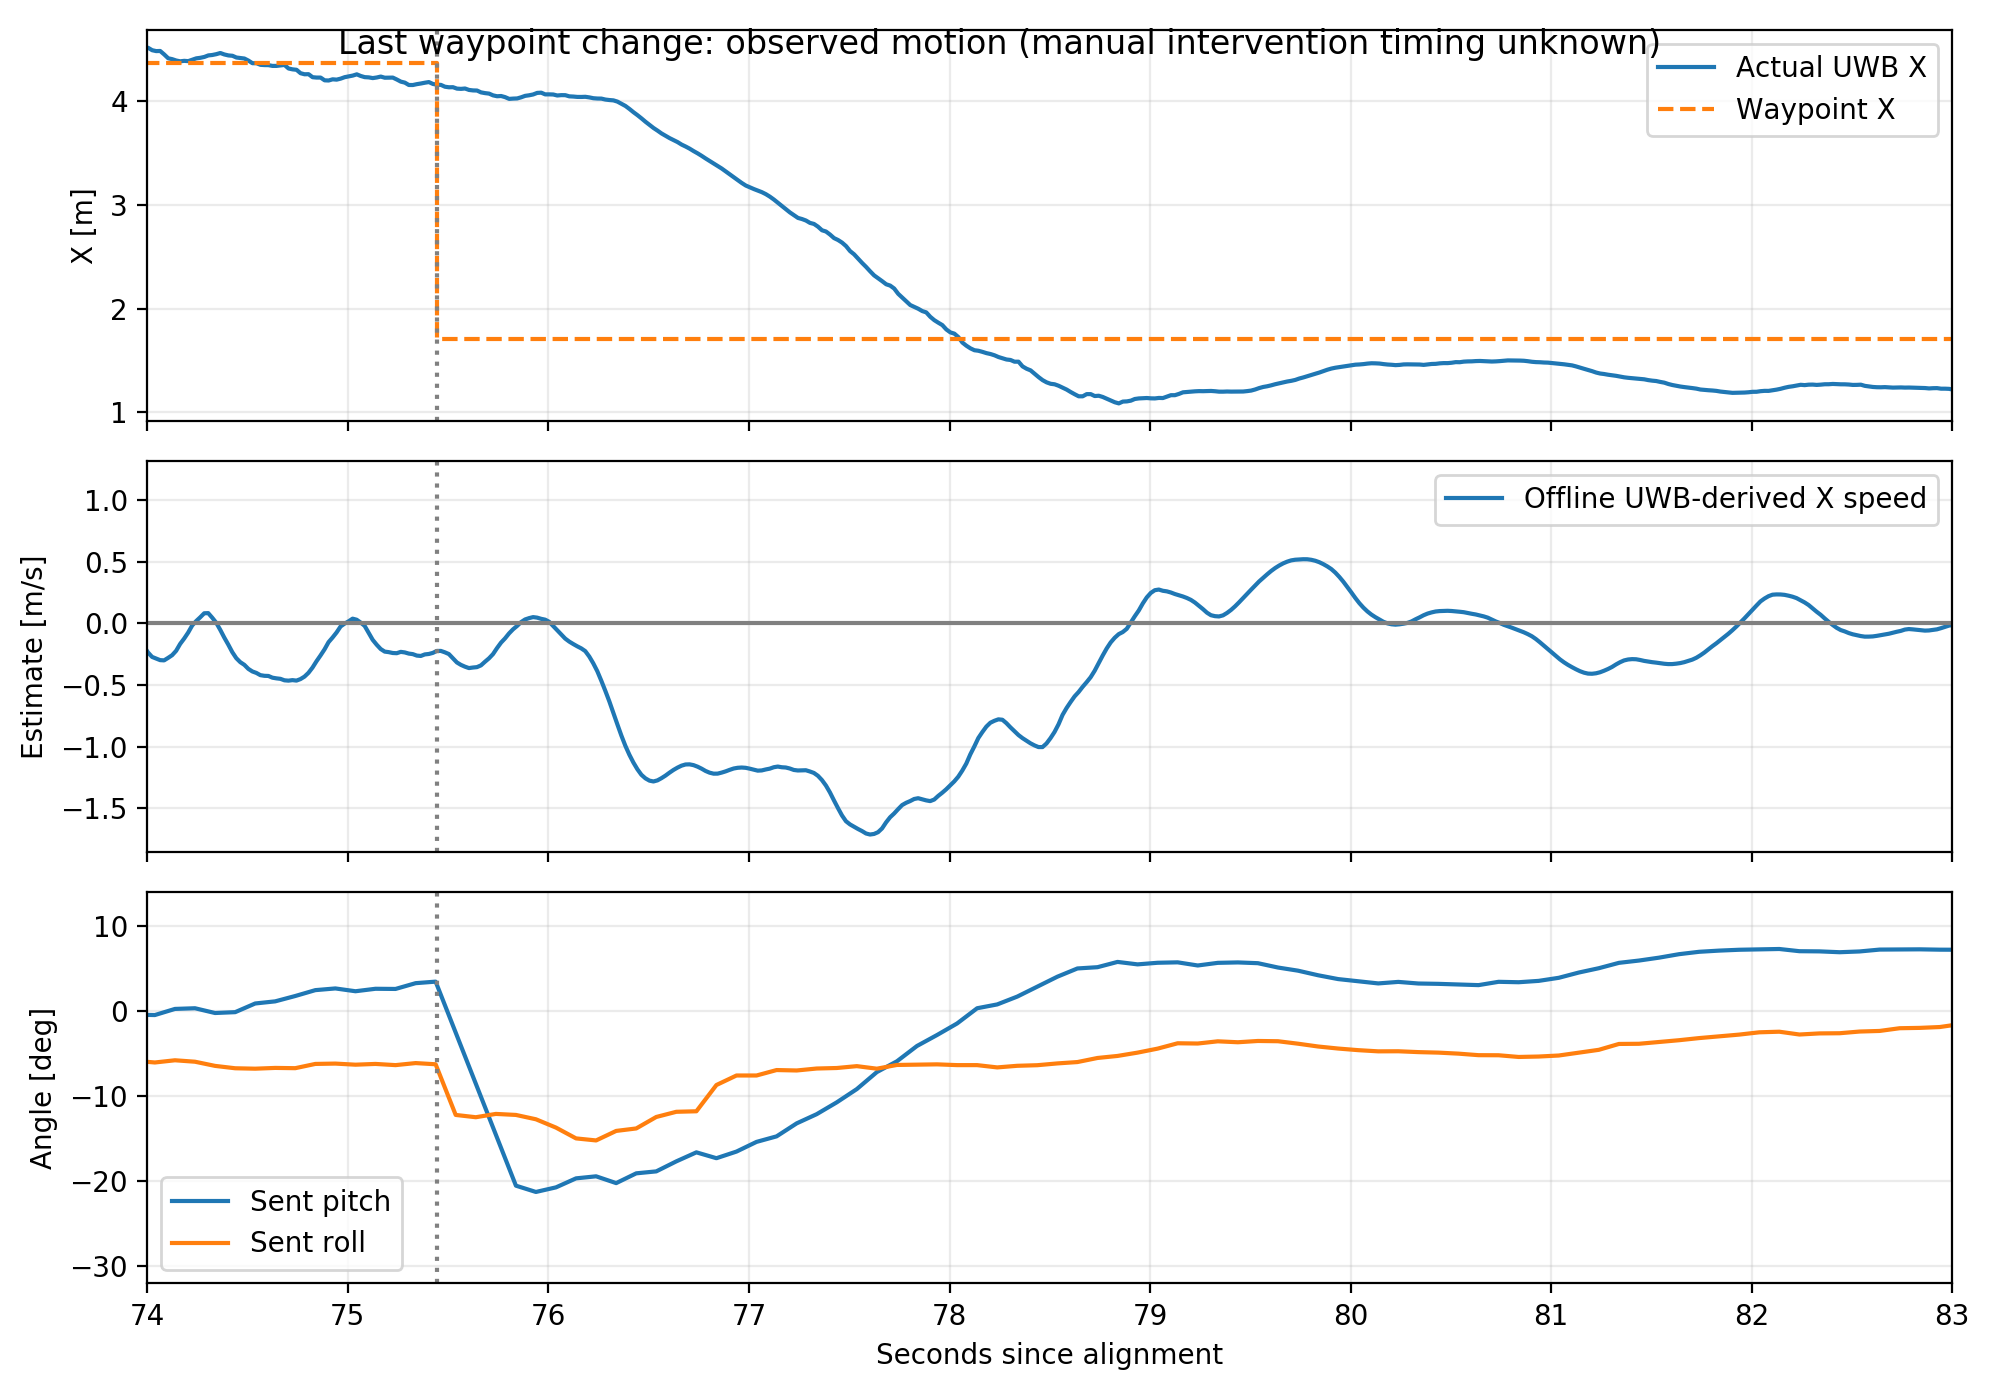 Last waypoint change: observed motion (manual intervention timing unknown)
Actual UWB X
Waypoint X
X [m]
4
3
2
1
Offline UWB-derived X speed
Estimate [m/s]
1.0
0.5
0.0
−0.5
−1.0
−1.5
Angle [deg]
10
0
−10
−20
−30
Sent pitch
Sent roll
74 75 76 77 78 79 80 81 82 83
Seconds since alignment